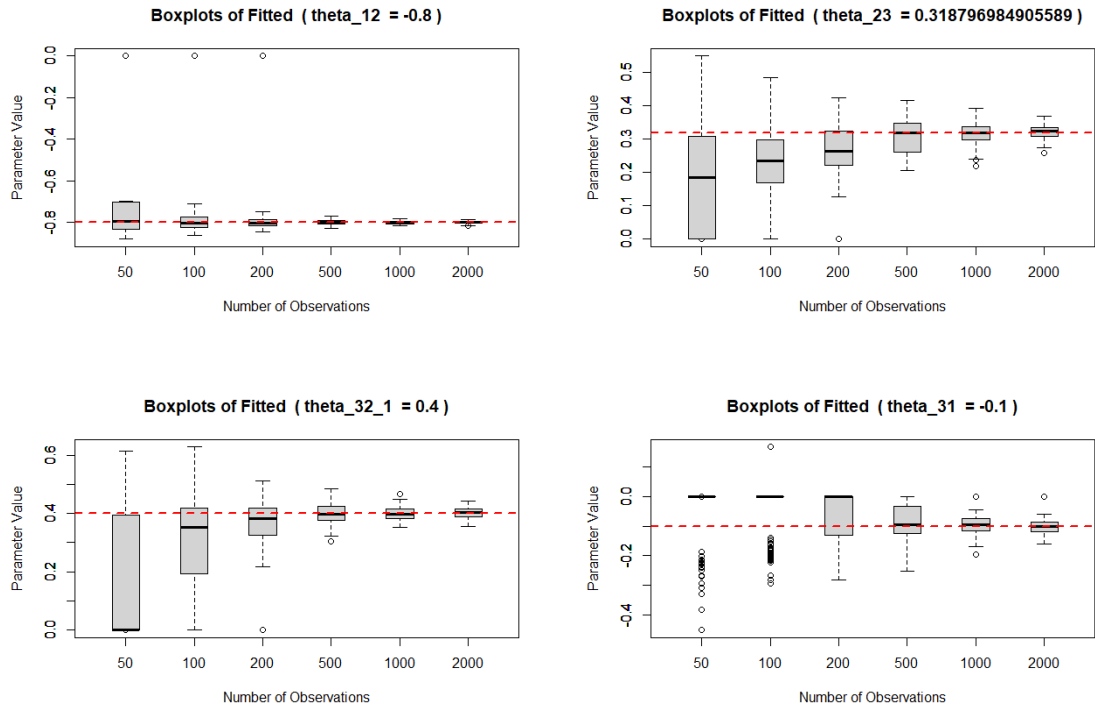 Boxplots of Fitted ( theta_12 = -0.8 )
Parameter Value
0.0
-0.2
-0.4
-0.6
-0.8
50 100 200 500 1000 2000
Number of Observations
Boxplots of Fitted ( theta_23 = 0.318796984905589 )
Parameter Value
0.5
0.4
0.3
0.2
0.1
0.0
50 100 200 500 1000 2000
Number of Observations
Boxplots of Fitted ( theta_32_1 = 0.4 )
Parameter Value
0.6
0.4
0.2
0.0
50 100 200 500 1000 2000
Number of Observations
Boxplots of Fitted ( theta_31 = -0.1 )
Parameter Value
0.0
-0.2
-0.4
50 100 200 500 1000 2000
Number of Observations